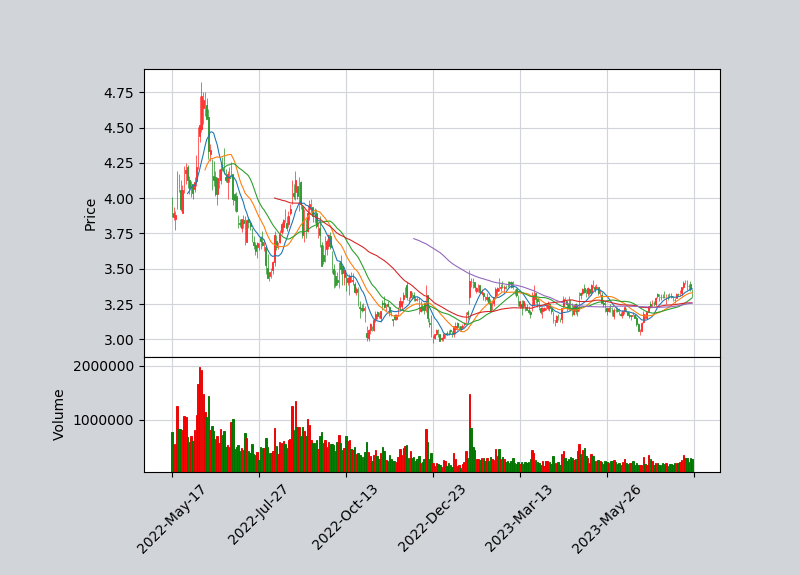 4.75
4.50
4.25
4.00
3.75
3.50
3.25
3.00
Price
2000000
1000000
Volume
2022-May-17
2022-Jul-27
2022-Oct-13
2022-Dec-23
2023-Mar-13
2023-May-26